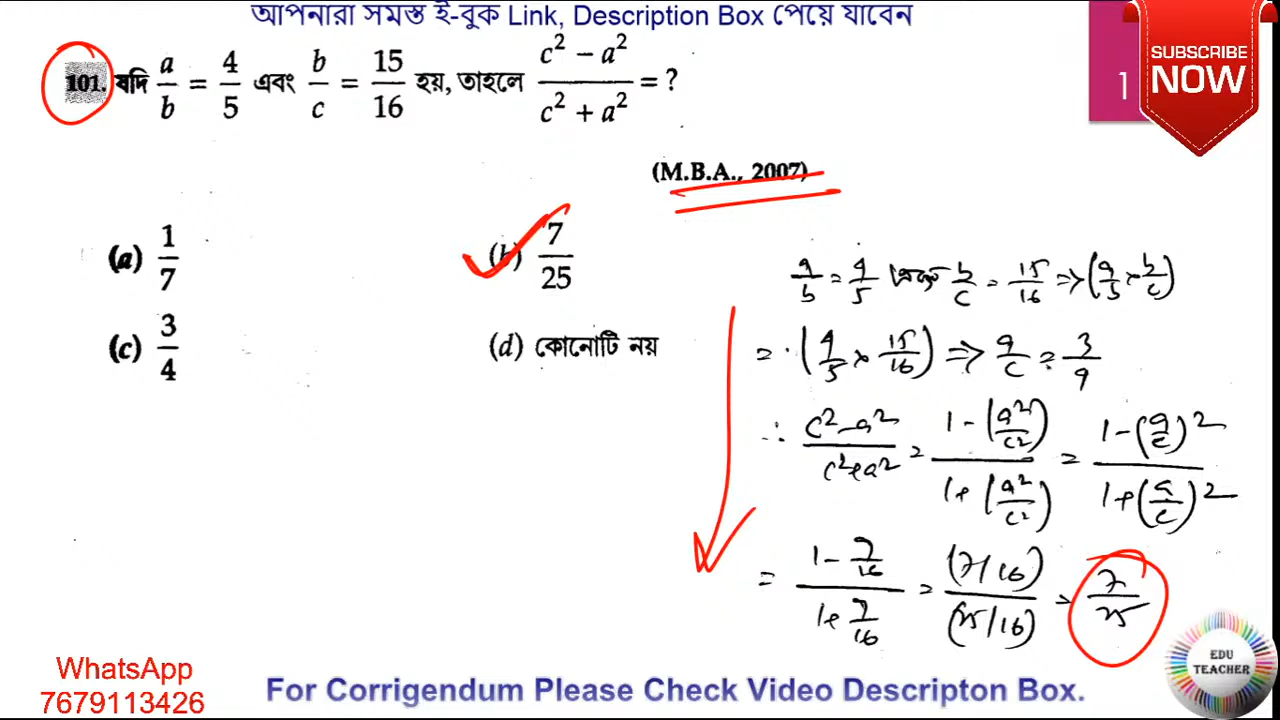 আপনারা সমস্ত ই-বুক Link, Description Box পেয়ে যাবেন
SUBSCRIBE
NOW
1
101. যদি a/b = 4/5 এবং b/c = 15/16 হয়, তাহলে (c² − a²)/(c² + a²) = ?
(M.B.A., 2007)
(a) 1/7
(b) 7/25
(c) 3/4
(d) কোনোটি নয়
a/b = 4/5 এবং b/c = 15/16 => (a/b × b/c)
= (4/5 × 15/16) => a/c = 3/4
∴ (c² − a²)/(c² + a²) = (1 − (a²/c²))/(1 + (a²/c²)) = (1 − (a/c)²)/(1 + (a/c)²)
= (1 − 9/16)/(1 + 9/16) = (7/16)/(25/16) = 7/25
EDU
TEACHER
WhatsApp
7679113426
For Corrigendum Please Check Video Descripton Box.